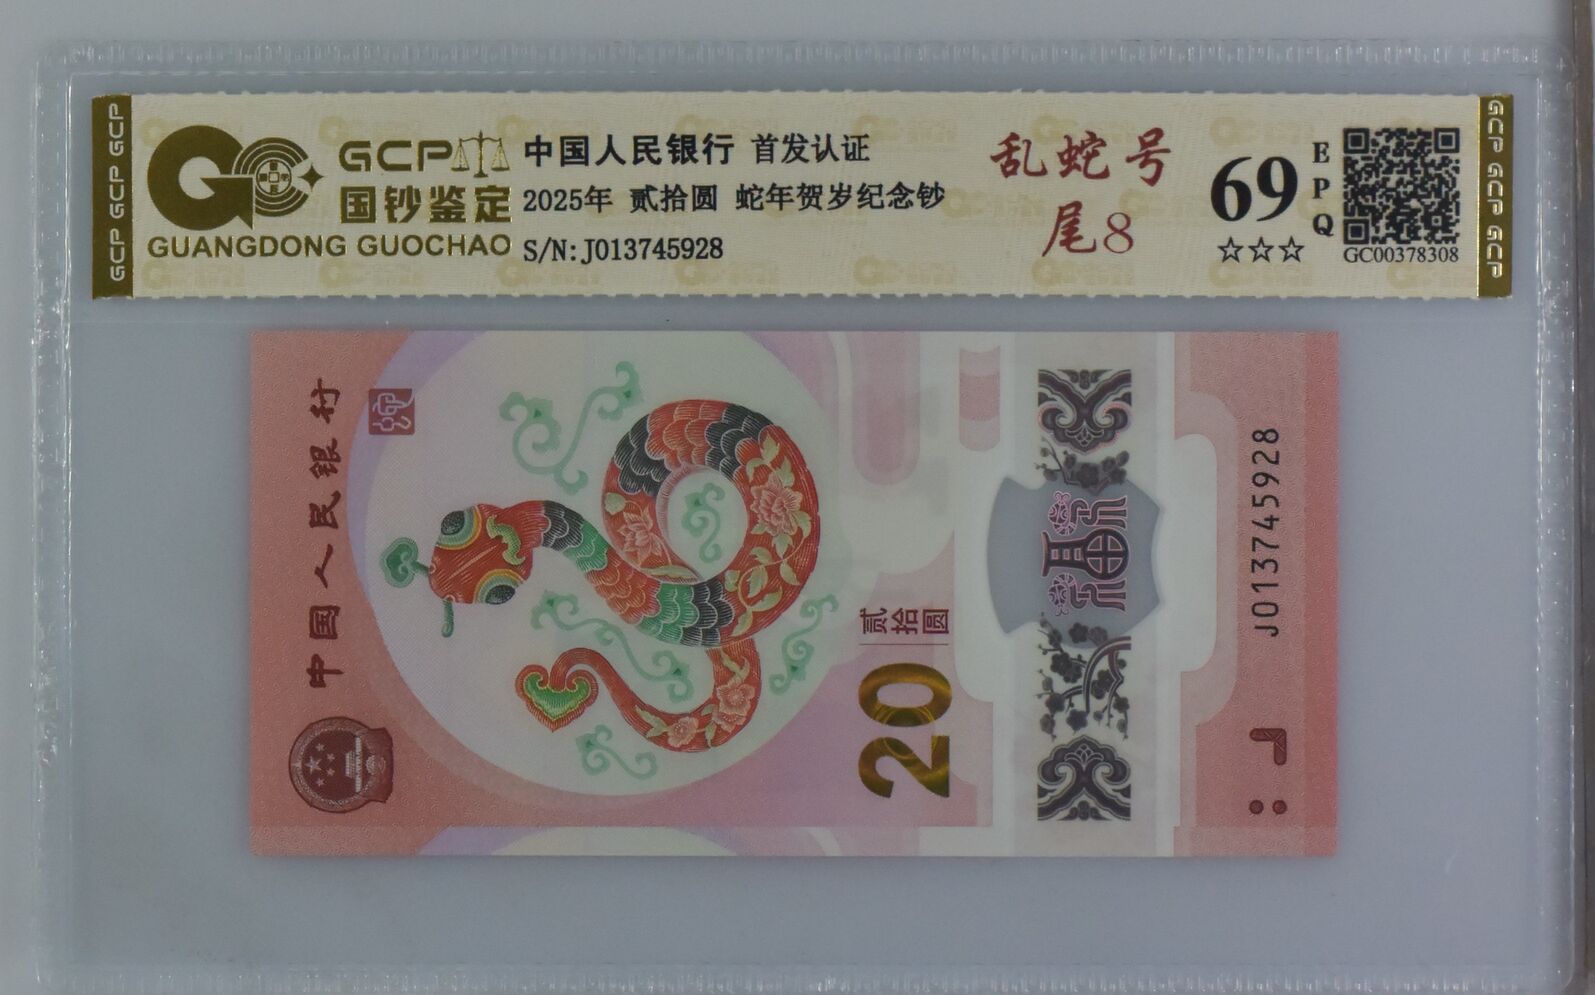 GCP GCP GCP
GCP
国钞鉴定
GUANGDONG GUOCHAO
中国人民银行 首发认证
2025年 贰拾圆 蛇年贺岁纪念钞
S/N:J013745928
乱蛇号
尾8
69
EPQ
☆☆☆
GC00378308
GCP GCP GCP
中国人民银行
贰拾圆
20
福
J013745928